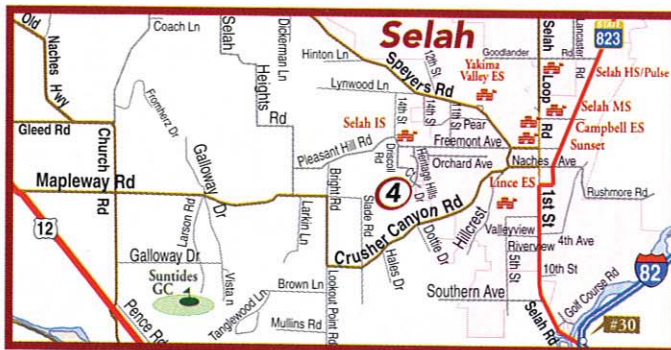 Old
Naches Hwy
Coach Ln
Selah
Heights
Rd
Dickerman Ln
Hinton Ln
Lynwood Ln
Selah
Speyers Rd
12th St.
Yakima
Valley ES
Goodlander Rd
Selah
Loop
Rd
Lancaster Rd
STATE
823
Selah HS/Pulse
Selah MS
Campbell ES
Sunset
Gleed Rd
Church Rd
Fromherz Dr
Galloway Dr
Selah IS
14th St
14th St
11th St
Pear
Pleasant Hill Rd
Freemont Ave
Driscoll Rd
Heritage Hills Ct
Dr
Orchard Ave
Naches Ave
Mapleway Rd
12
Larson Rd
Bright Rd
4
Lince ES
1st St
Rushmore Rd
Larkin Ln
Slade Rd
Crusher Canyon Rd
Hillcrest
Valleyview
Riverview
4th Ave
Galloway Dr
Suntides
GC
Vista n
Hales Dr
Dottie Dr
5th St
10th St
82
Brown Ln
Lookout Point Rd
Southern Ave
Golf Course Rd
Tanglewood Ln
Mullins Rd
Pence Rd
Selah Rd
#30